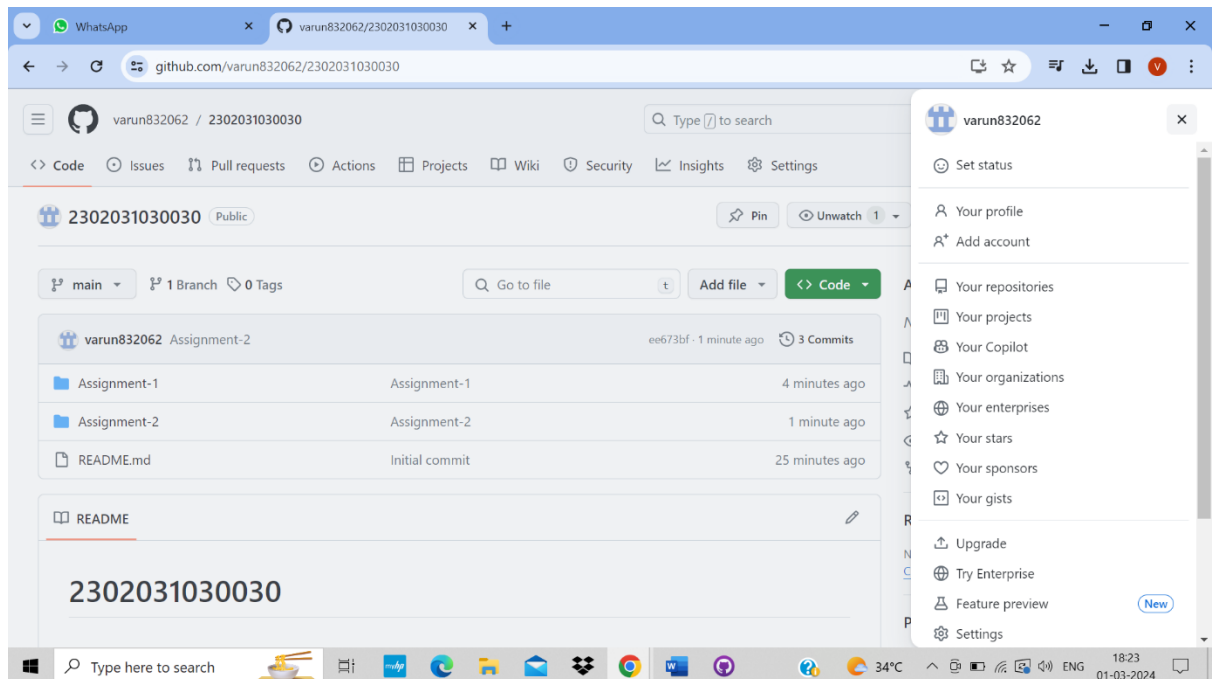 WhatsApp
varun832062/2302031030030
github.com/varun832062/2302031030030
V
varun832062 / 2302031030030
Type / to search
Code Issues Pull requests Actions Projects Wiki Security Insights Settings
2302031030030 Public
Pin Unwatch 1
main 1 Branch 0 Tags
Go to file t
Add file Code
varun832062 Assignment-2 ee673bf · 1 minute ago 3 Commits
Assignment-1 Assignment-1 4 minutes ago
Assignment-2 Assignment-2 1 minute ago
README.md Initial commit 25 minutes ago
README
2302031030030
varun832062
Set status
Your profile
Add account
Your repositories
Your projects
Your Copilot
Your organizations
Your enterprises
Your stars
Your sponsors
Your gists
Upgrade
Try Enterprise
Feature preview New
Settings
Type here to search
34°C
ENG
18:23
01-03-2024